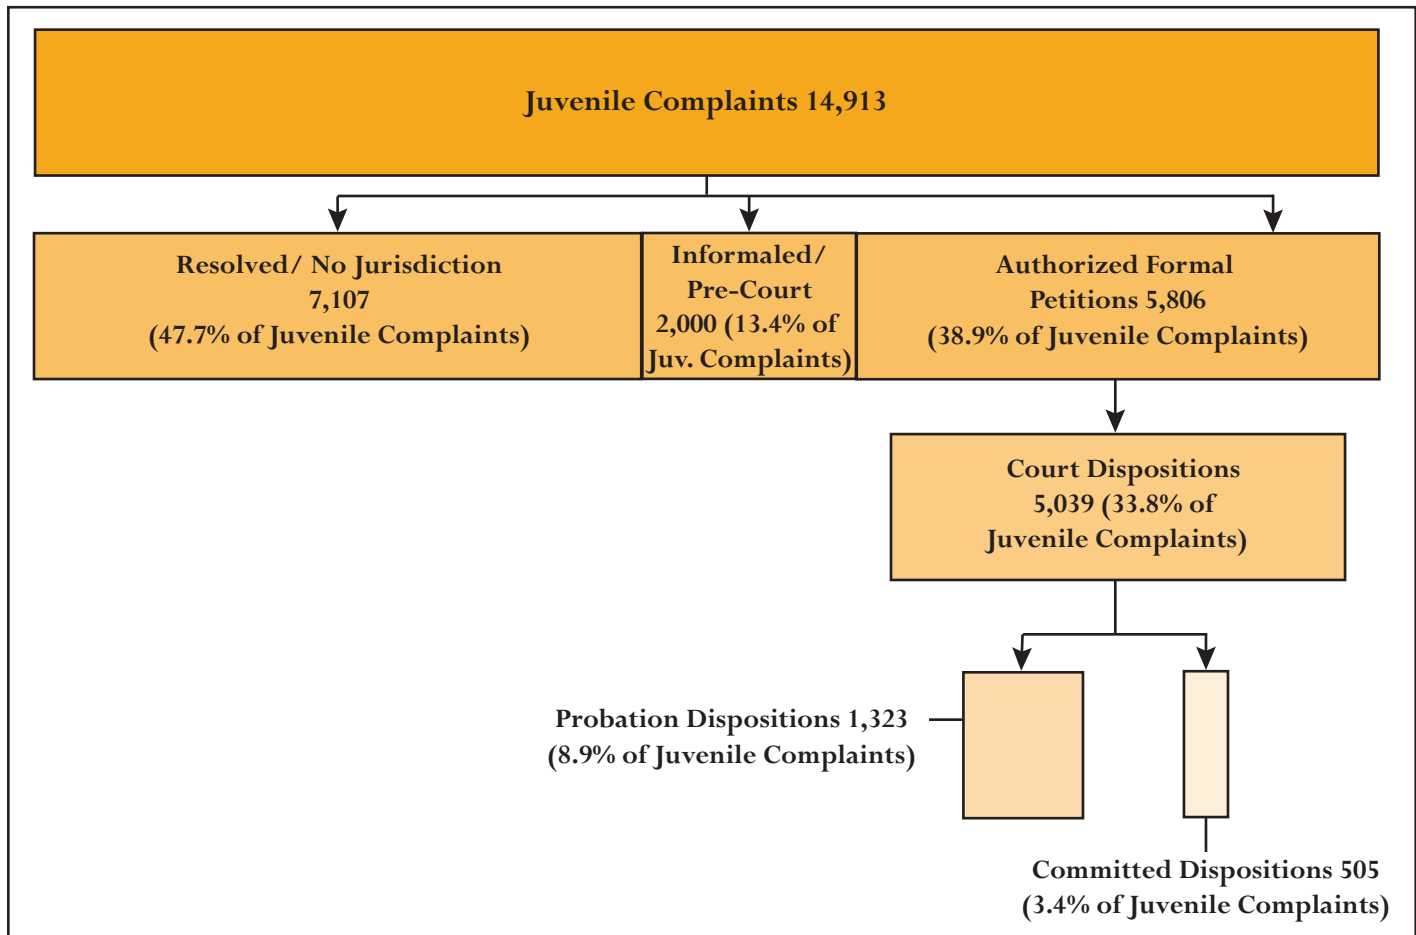 Juvenile Complaints 14,913
Resolved/ No Jurisdiction
7,107
(47.7% of Juvenile Complaints)
Informaled/
Pre-Court
2,000 (13.4% of
Juv. Complaints)
Authorized Formal
Petitions 5,806
(38.9% of Juvenile Complaints)
Court Dispositions
5,039 (33.8% of
Juvenile Complaints)
Probation Dispositions 1,323
(8.9% of Juvenile Complaints)
Committed Dispositions 505
(3.4% of Juvenile Complaints)